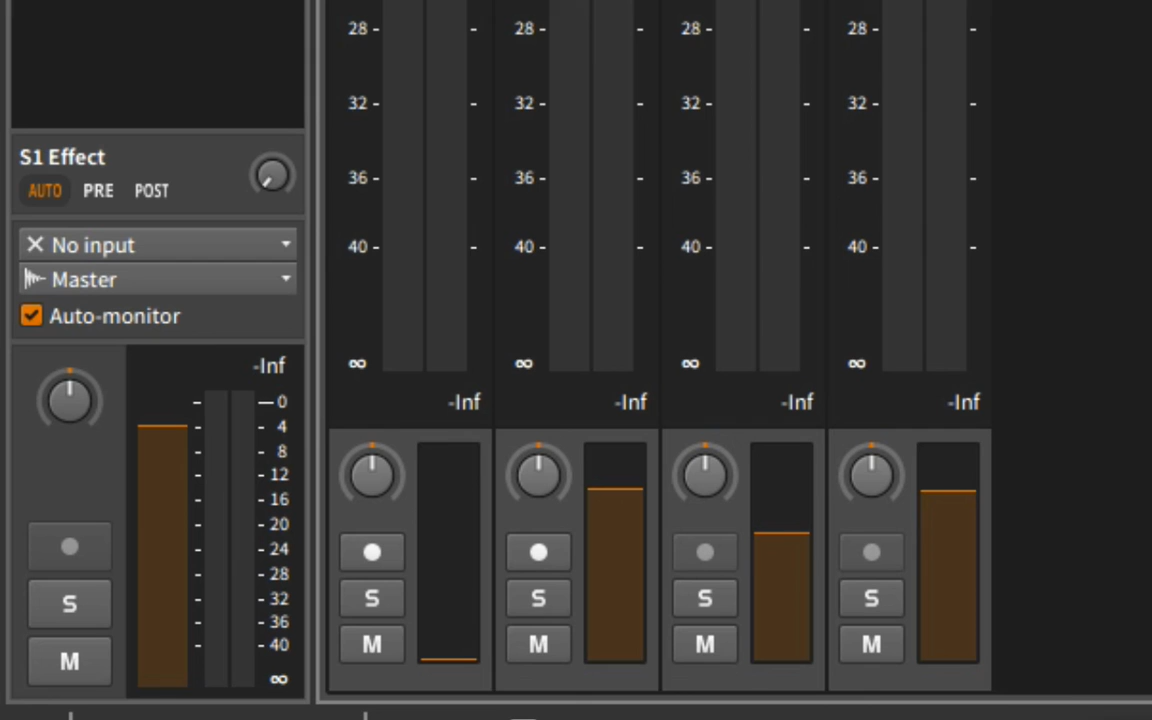 S1 Effect
AUTO PRE POST
No input
Master
Auto-monitor
-Inf
0
4
8
12
16
20
24
28
32
36
40
∞
S
M
28 - - 28 - - 28 - - 28 - -
32 - - 32 - - 32 - - 32 - -
36 - - 36 - - 36 - - 36 - -
40 - - 40 - - 40 - - 40 - -
∞ ∞ ∞ ∞
-Inf -Inf -Inf -Inf
S S S S
M M M M